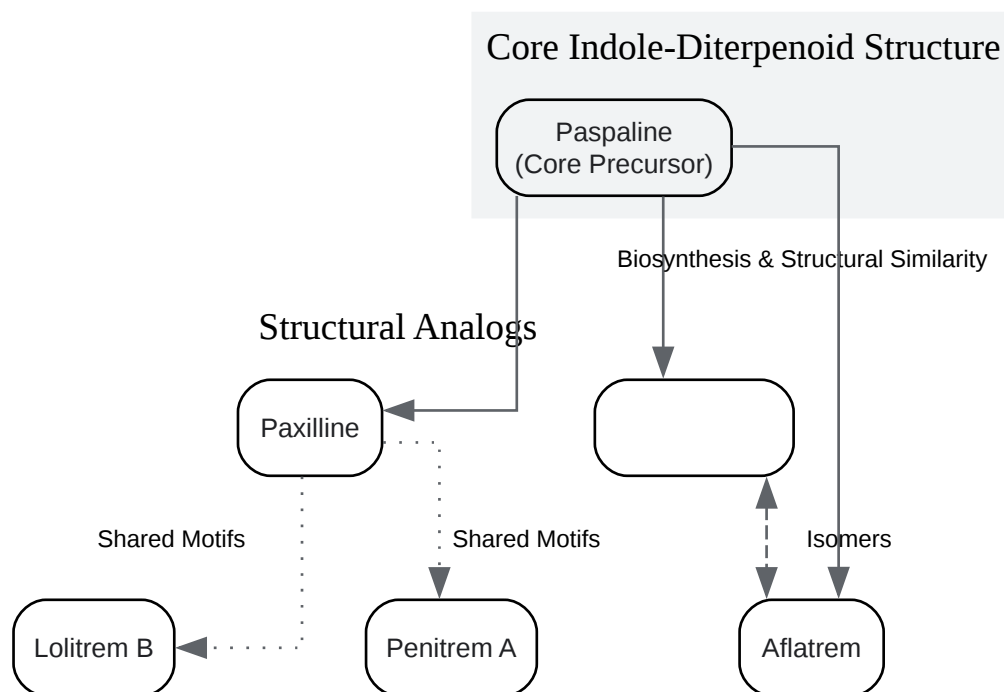 Core Indole-Diterpenoid Structure
Paspaline
(Core Precursor)
Biosynthesis & Structural Similarity
Structural Analogs
Paxilline
Shared Motifs
Shared Motifs
Isomers
Lolitrem B
Penitrem A
Aflatrem